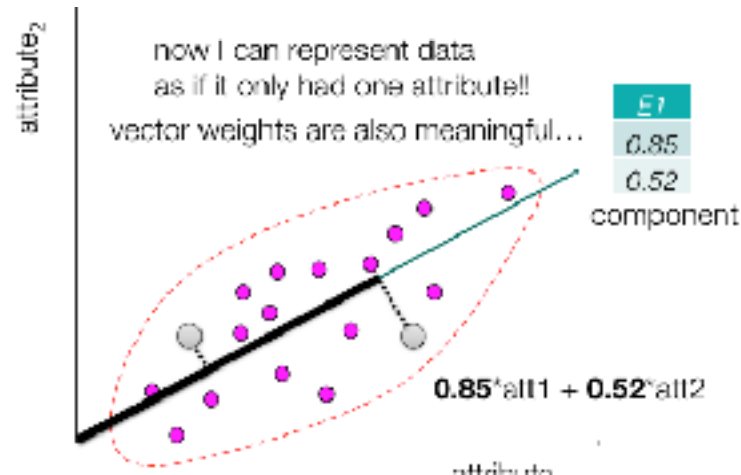 attribute2
now I can represent data
as if it only had one attribute!!
vector weights are also meaningful...
E1
0.85
0.52
component
0.85*att1 + 0.52*att2
attribute